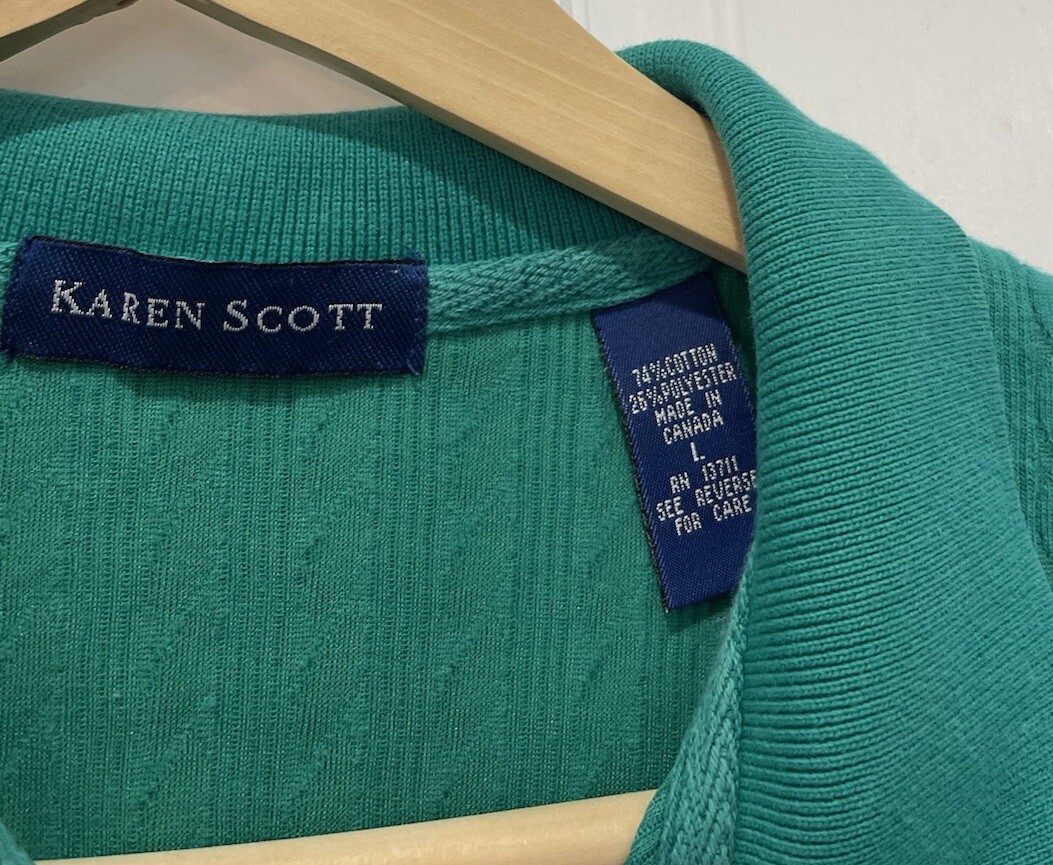 KAREN SCOTT
74%COTTON
26%POLYESTER
MADE IN
CANADA
L
RN 13711
SEE REVERSE
FOR CARE